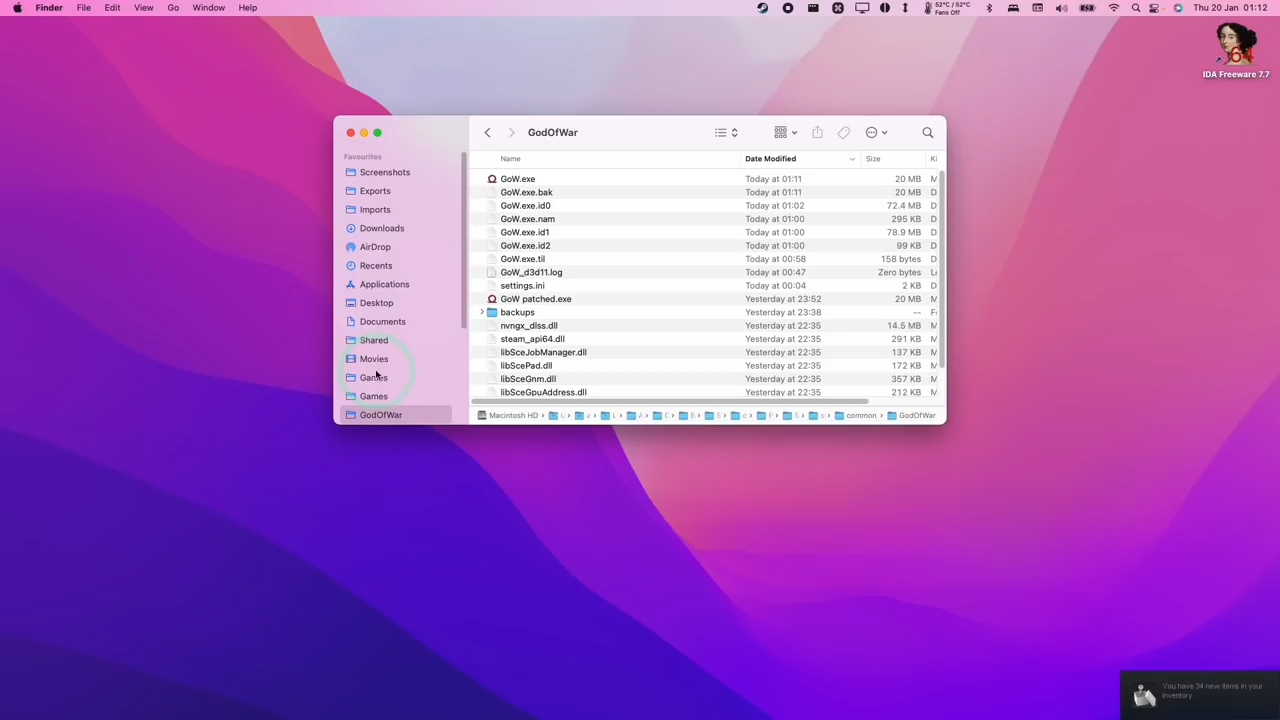 Finder File Edit View Go Window Help
52°C / 52°C
Fans Off
Thu 20 Jan 01:12
64
IDA Freeware 7.7
GodOfWar
Favourites
Screenshots
Exports
Imports
Downloads
AirDrop
Recents
Applications
Desktop
Documents
Shared
Movies
Games
Games
GodOfWar
Name Date Modified Size Ki
GoW.exe Today at 01:11 20 MB M
GoW.exe.bak Today at 01:11 20 MB D
GoW.exe.id0 Today at 01:02 72.4 MB D
GoW.exe.nam Today at 01:00 295 KB D
GoW.exe.id1 Today at 01:00 78.9 MB D
GoW.exe.id2 Today at 01:00 99 KB D
GoW.exe.til Today at 00:58 158 bytes D
GoW_d3d11.log Today at 00:47 Zero bytes Lo
settings.ini Today at 00:04 2 KB D
GoW patched.exe Yesterday at 23:52 20 MB M
backups Yesterday at 23:38 -- F
nvngx_dlss.dll Yesterday at 22:35 14.5 MB M
steam_api64.dll Yesterday at 22:35 291 KB M
libSceJobManager.dll Yesterday at 22:35 137 KB M
libScePad.dll Yesterday at 22:35 172 KB M
libSceGnm.dll Yesterday at 22:35 357 KB M
libSceGpuAddress.dll Yesterday at 22:35 212 KB M
Macintosh HD common GodOfWar
You have 34 new items in your
inventory